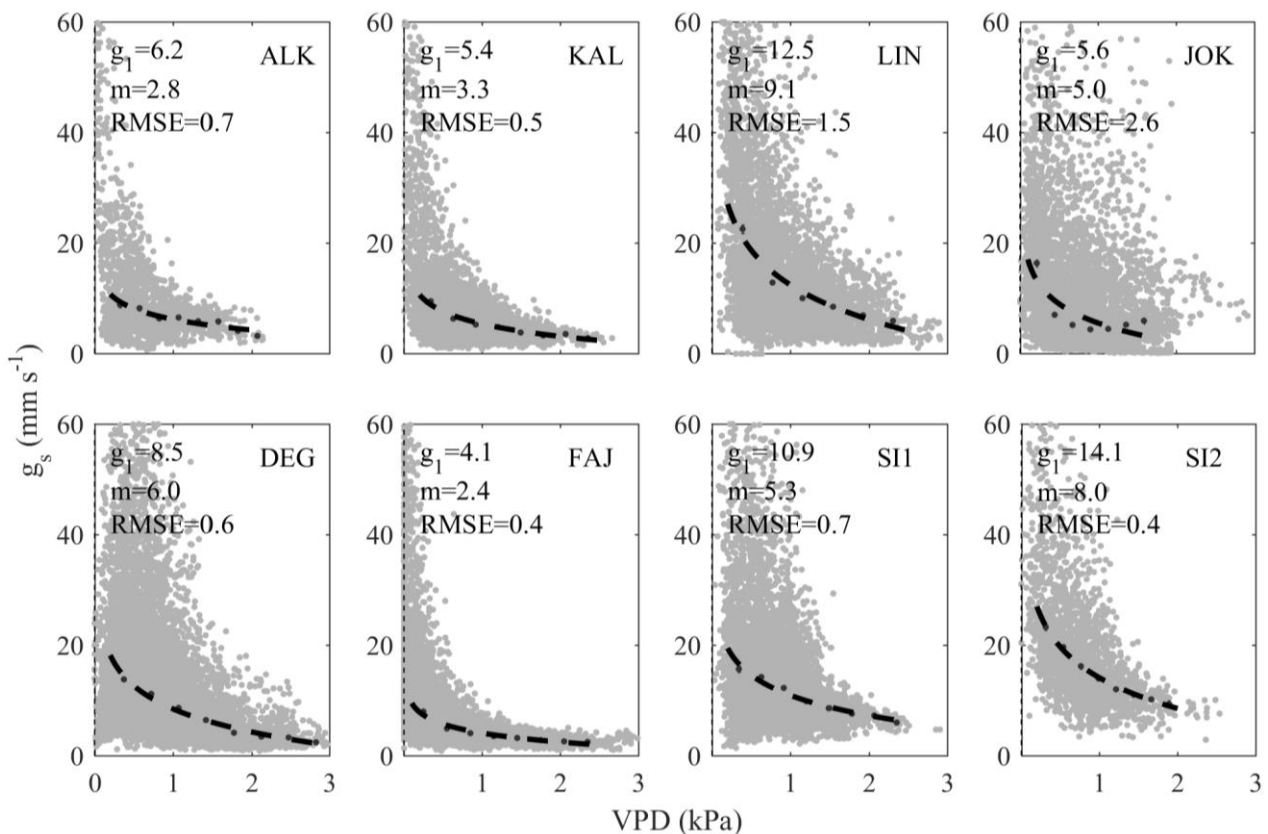 60
40
20
0
g₁=6.2
ALK
m=2.8
RMSE=0.7
60
40
20
0
g₁=5.4
KAL
m=3.3
RMSE=0.5
60
40
20
0
g₁=12.5
LIN
m=9.1
RMSE=1.5
60
40
20
0
g₁=5.6
JOK
m=5.0
RMSE=2.6
gₛ (mm s⁻¹)
60
40
20
0
g₁=8.5
DEG
m=6.0
RMSE=0.6
0 1 2 3
60
40
20
0
g₁=4.1
FAJ
m=2.4
RMSE=0.4
1 2 3
60
40
20
0
g₁=10.9
SI1
m=5.3
RMSE=0.7
1 2 3
60
40
20
0
g₁=14.1
SI2
m=8.0
RMSE=0.4
1 2 3
VPD (kPa)